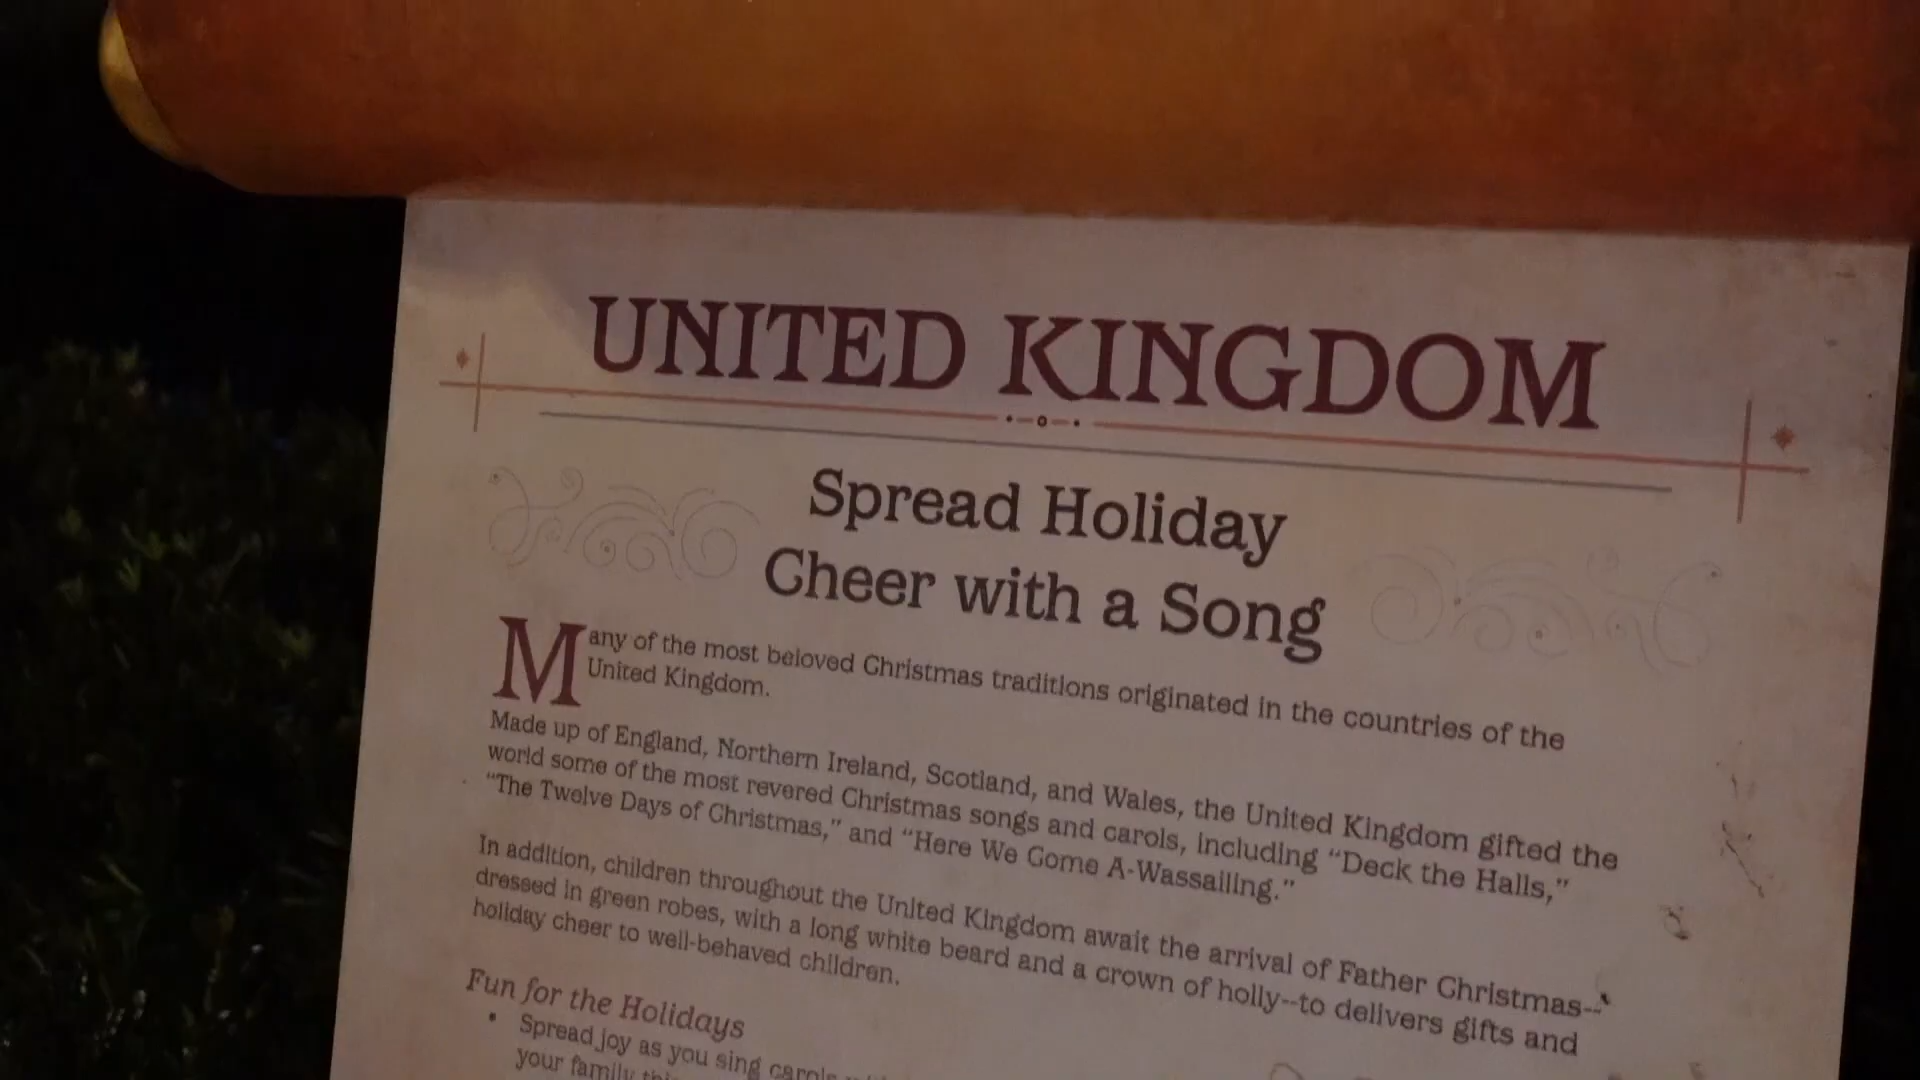 UNITED KINGDOM
Spread Holiday
Cheer with a Song
Many of the most beloved Christmas traditions originated in the countries of the
United Kingdom.
Made up of England, Northern Ireland, Scotland, and Wales, the United Kingdom gifted the
world some of the most revered Christmas songs and carols, including “Deck the Halls,”
“The Twelve Days of Christmas,” and “Here We Come A-Wassailing.”
In addition, children throughout the United Kingdom await the arrival of Father Christmas--
dressed in green robes, with a long white beard and a crown of holly--to delivers gifts and
holiday cheer to well-behaved children.
Fun for the Holidays
• Spread joy as you sing carols
your family